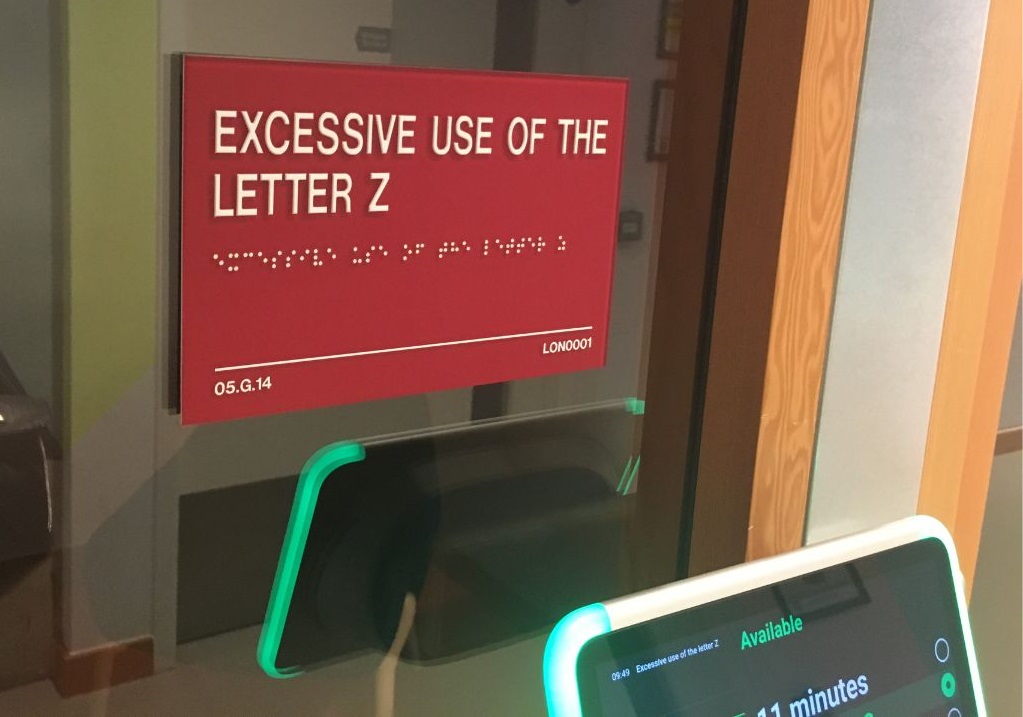 EXCESSIVE USE OF THE
LETTER Z
⠑⠭⠉⠑⠎⠎⠊⠧⠑ ⠥⠎⠑ ⠕⠋ ⠞⠓⠑ ⠇⠑⠞⠞⠑⠗ ⠵
05.G.14
LON0001
09:49 Excessive use of the letter Z
Available
11 minutes